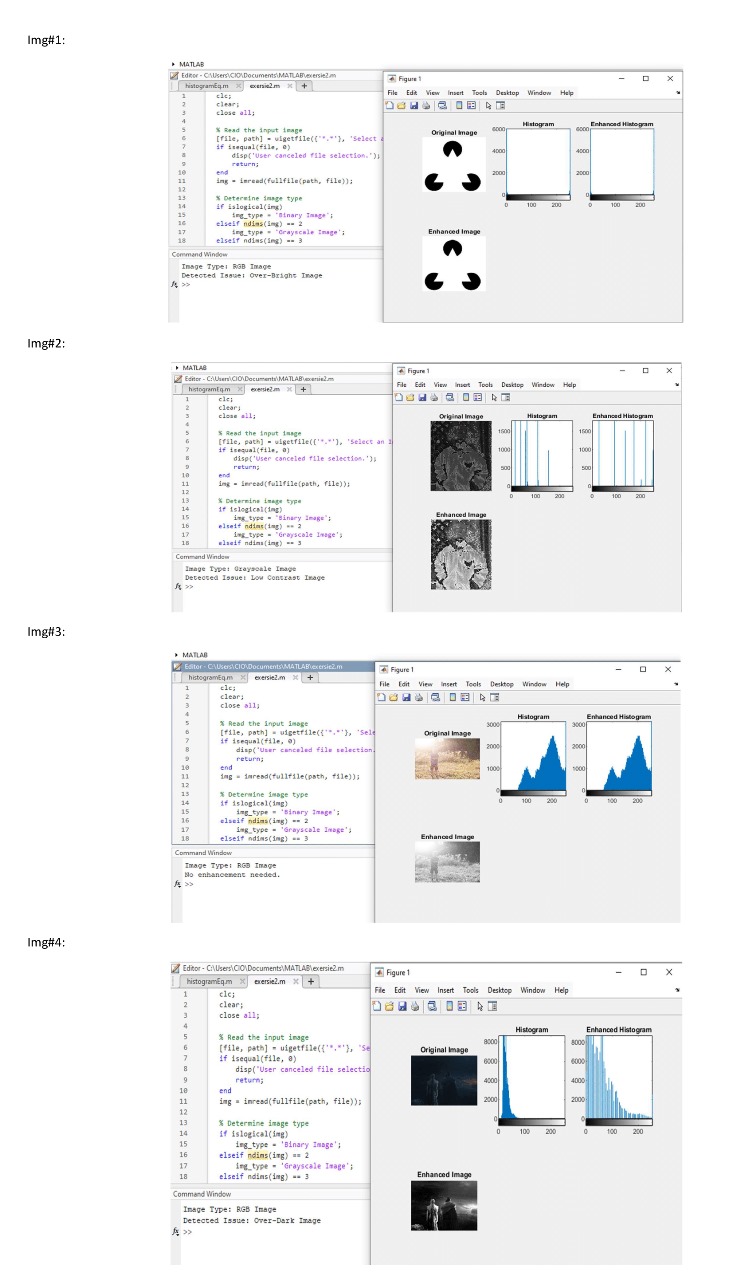 Img#1:
MATLAB
Editor - C:\Users\CIO\Documents\MATLAB\exersie2.m
histogramEq.m × exersie2.m × +
1 clc;
2 clear;
3 close all;
4
5 % Read the input image
6 [file, path] = uigetfile({'*.*'}, 'Select a
7 if isequal(file, 0)
8 disp('User canceled file selection.');
9 return;
10 end
11 img = imread(fullfile(path, file));
12
13 % Determine image type
14 if islogical(img)
15 img_type = 'Binary Image';
16 elseif ndims(img) == 2
17 img_type = 'Grayscale Image';
18 elseif ndims(img) == 3
Command Window
Image Type: RGB Image
Detected Issue: Over-Bright Image
fx >>
Figure 1
File Edit View Insert Tools Desktop Window Help
Original Image
Histogram
6000
5000
4000
3000
2000
1000
0
0 100 200
Enhanced Histogram
6000
5000
4000
3000
2000
1000
0
0 100 200
Enhanced Image
Img#2:
MATLAB
Editor - C:\Users\CIO\Documents\MATLAB\exersie2.m
histogramEq.m × exersie2.m × +
1 clc;
2 clear;
3 close all;
4
5 % Read the input image
6 [file, path] = uigetfile({'*.*'}, 'Select an I
7 if isequal(file, 0)
8 disp('User canceled file selection.');
9 return;
10 end
11 img = imread(fullfile(path, file));
12
13 % Determine image type
14 if islogical(img)
15 img_type = 'Binary Image';
16 elseif ndims(img) == 2
17 img_type = 'Grayscale Image';
18 elseif ndims(img) == 3
Command Window
Image Type: Grayscale Image
Detected Issue: Low Contrast Image
fx >>
Figure 1
File Edit View Insert Tools Desktop Window Help
Original Image
Histogram
1500
1000
500
0
0 100 200
Enhanced Histogram
1500
1000
500
0
0 100 200
Enhanced Image
Img#3:
MATLAB
Editor - C:\Users\CIO\Documents\MATLAB\exersie2.m
histogramEq.m × exersie2.m × +
1 clc;
2 clear;
3 close all;
4
5 % Read the input image
6 [file, path] = uigetfile({'*.*'}, 'Sele
7 if isequal(file, 0)
8 disp('User canceled file selection.
9 return;
10 end
11 img = imread(fullfile(path, file));
12
13 % Determine image type
14 if islogical(img)
15 img_type = 'Binary Image';
16 elseif ndims(img) == 2
17 img_type = 'Grayscale Image';
18 elseif ndims(img) == 3
Command Window
Image Type: RGB Image
No enhancement needed.
fx >>
Figure 1
File Edit View Insert Tools Desktop Window Help
Original Image
Histogram
3000
2000
1000
0
0 100 200
Enhanced Histogram
3000
2000
1000
0
0 100 200
Enhanced Image
Img#4:
Editor - C:\Users\CIO\Documents\MATLAB\exersie2.m
histogramEq.m × exersie2.m × +
1 clc;
2 clear;
3 close all;
4
5 % Read the input image
6 [file, path] = uigetfile({'*.*'}, 'Se
7 if isequal(file, 0)
8 disp('User canceled file selectio
9 return;
10 end
11 img = imread(fullfile(path, file));
12
13 % Determine image type
14 if islogical(img)
15 img_type = 'Binary Image';
16 elseif ndims(img) == 2
17 img_type = 'Grayscale Image';
18 elseif ndims(img) == 3
Command Window
Image Type: RGB Image
Detected Issue: Over-Dark Image
fx >>
Figure 1
File Edit View Insert Tools Desktop Window Help
Original Image
Histogram
8000
6000
4000
2000
0
0 100 200
Enhanced Histogram
8000
6000
4000
2000
0
0 100 200
Enhanced Image